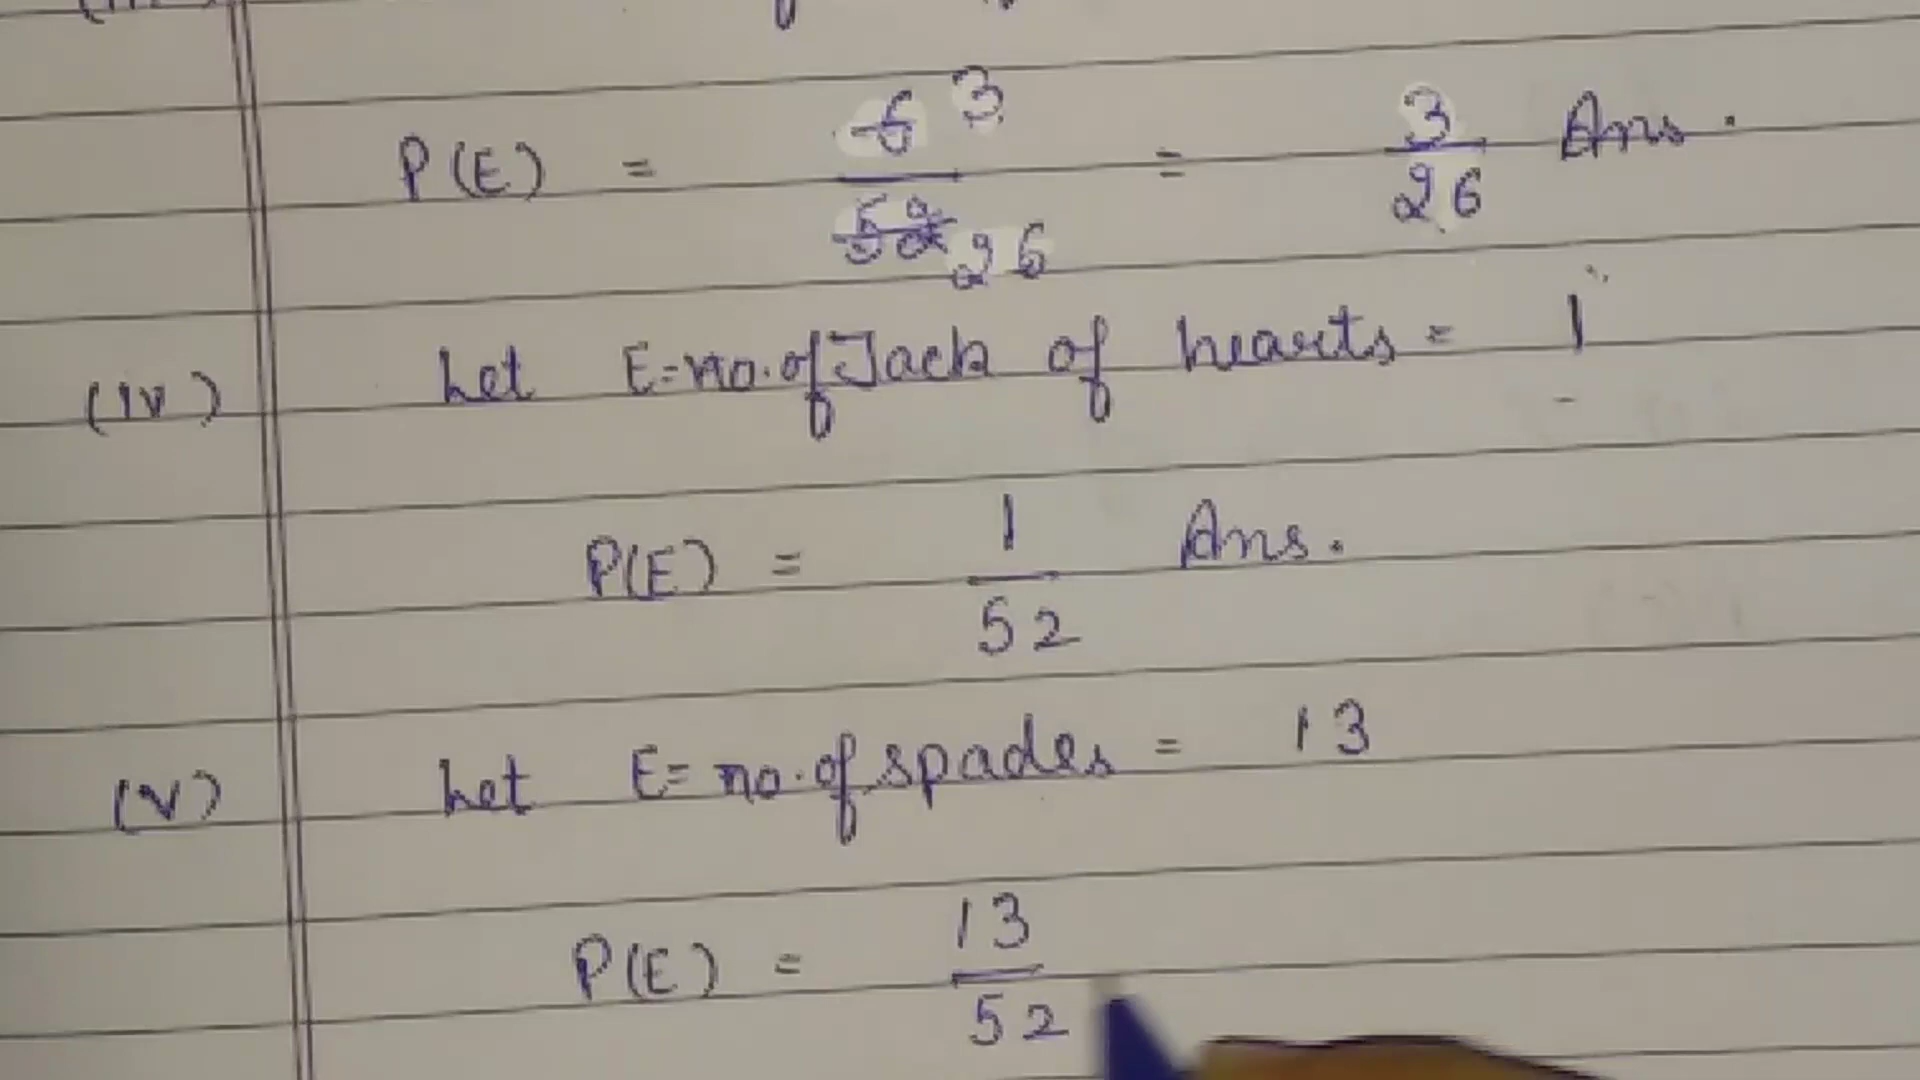 P(E) = 6 3 / 52 26 = 3 / 26 Ans.
(iv) Let E=no.of Jack of hearts = 1
P(E) = 1 / 52 Ans.
(v) Let E= no.of spades = 13
P(E) = 13 / 52